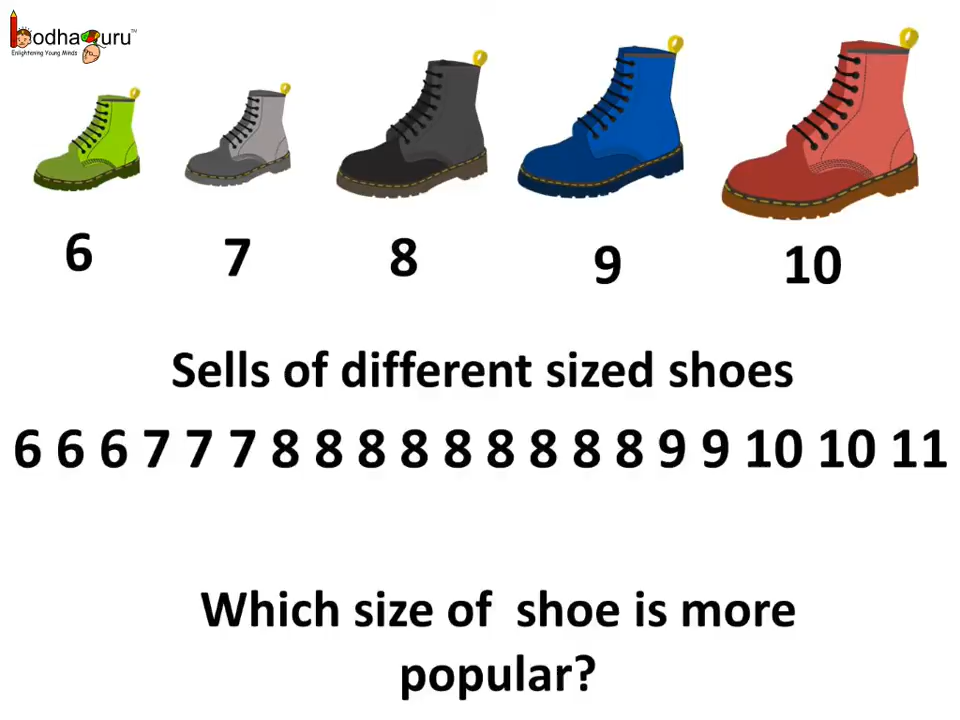 BodhaGuru™
Enlightening Young Minds
6 7 8 9 10
Sells of different sized shoes
6 6 6 7 7 7 8 8 8 8 8 8 8 8 8 9 9 10 10 11
Which size of shoe is more
popular?